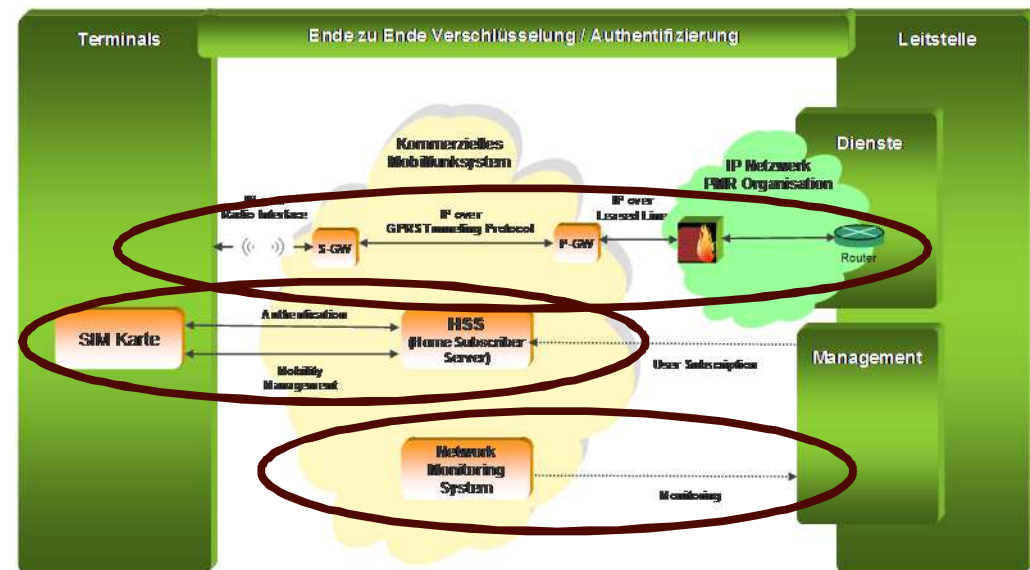 Terminals
Ende zu Ende Verschlüsselung / Authentifizierung
Leitstelle
Kommerzielles
Mobilfunksystem
Dienste
IP Netzwerk
PMR Organisation
Radio Interface
IP over
GPRS Tunneling Protocol
IP over
Leased Line
S-GW
P-GW
Router
SIM Karte
Authentication
Mobility
Management
HSS
(Home Subscriber
Server)
User Subscription
Management
Network
Monitoring
System
Monitoring